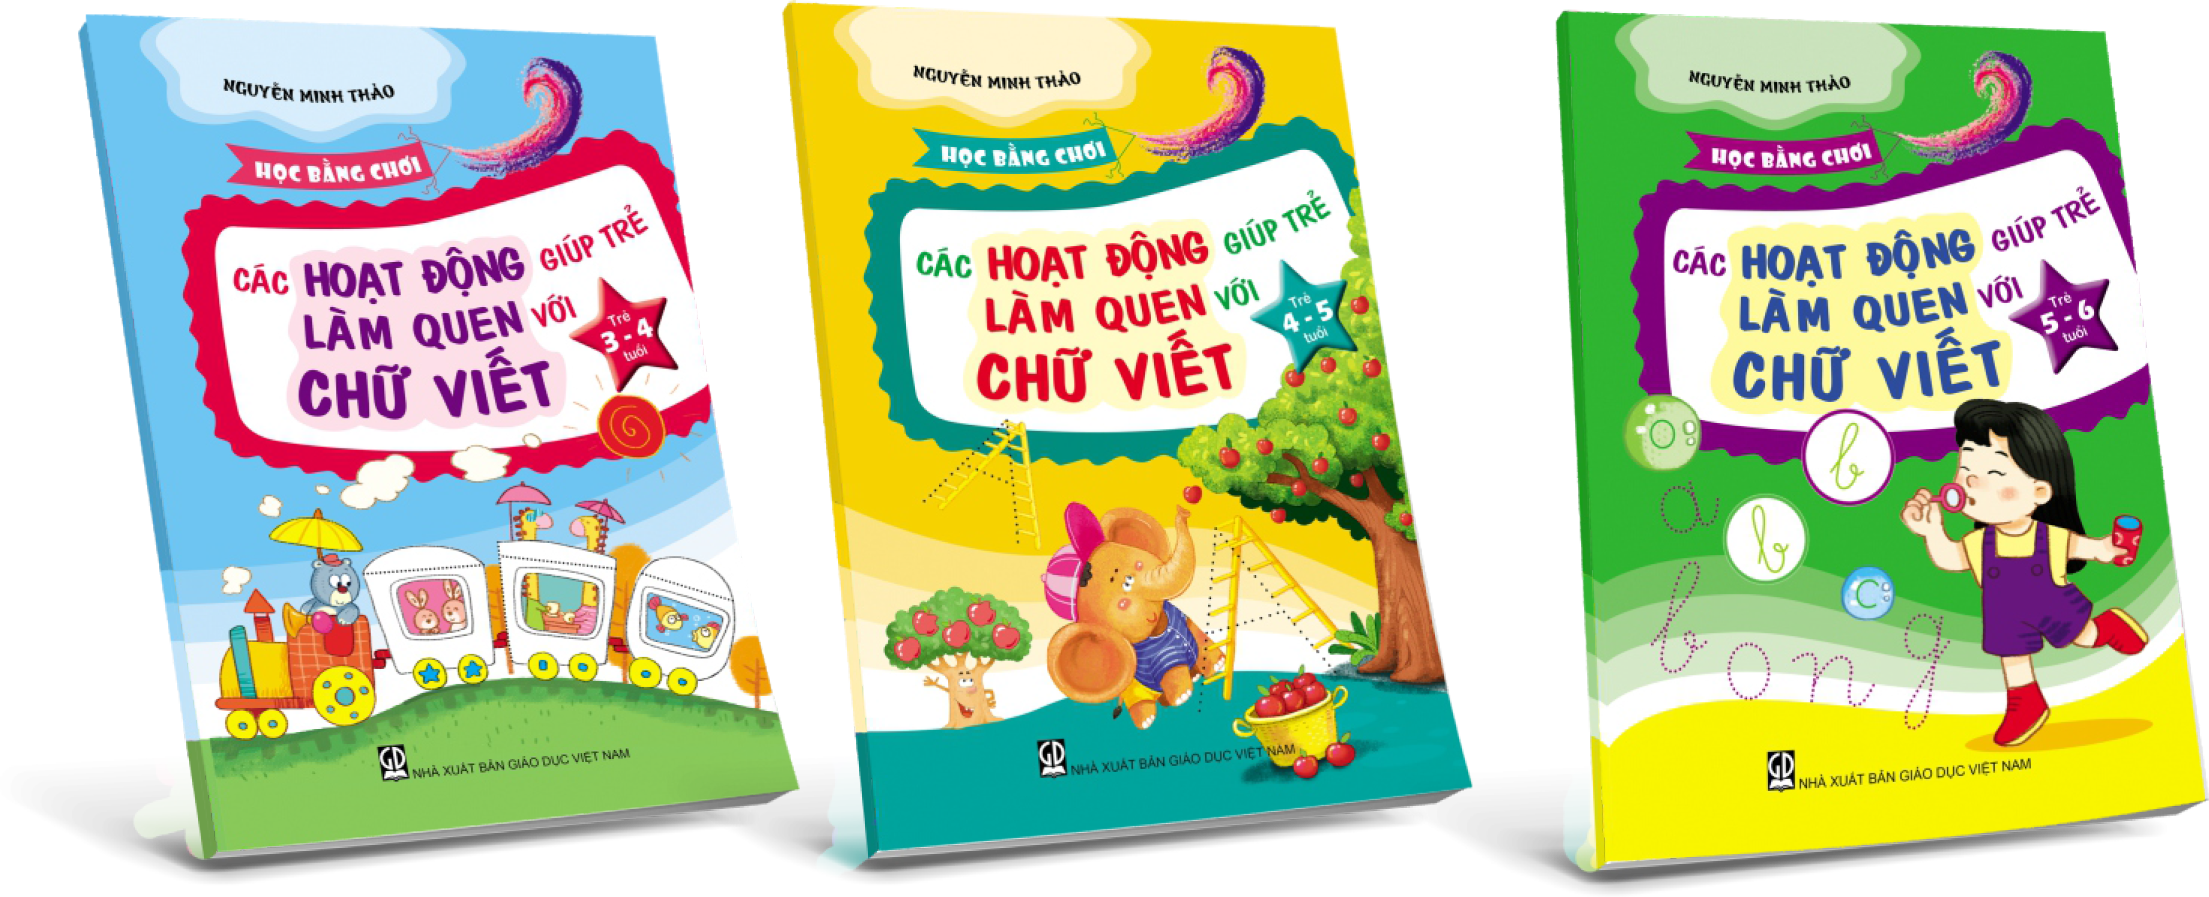 NGUYỄN MINH THẢO
HỌC BẰNG CHƠI
CÁC HOẠT ĐỘNG GIÚP TRẺ
LÀM QUEN VỚI
CHỮ VIẾT
Trẻ
3 - 4
tuổi
GD
NHÀ XUẤT BẢN GIÁO DỤC VIỆT NAM
NGUYỄN MINH THẢO
HỌC BẰNG CHƠI
CÁC HOẠT ĐỘNG GIÚP TRẺ
LÀM QUEN VỚI
CHỮ VIẾT
Trẻ
4 - 5
tuổi
A
A
GD
NHÀ XUẤT BẢN GIÁO DỤC VIỆT NAM
NGUYỄN MINH THẢO
HỌC BẰNG CHƠI
CÁC HOẠT ĐỘNG GIÚP TRẺ
LÀM QUEN VỚI
CHỮ VIẾT
Trẻ
5 - 6
tuổi
o
b
a
b
c
b o n g
GD
NHÀ XUẤT BẢN GIÁO DỤC VIỆT NAM